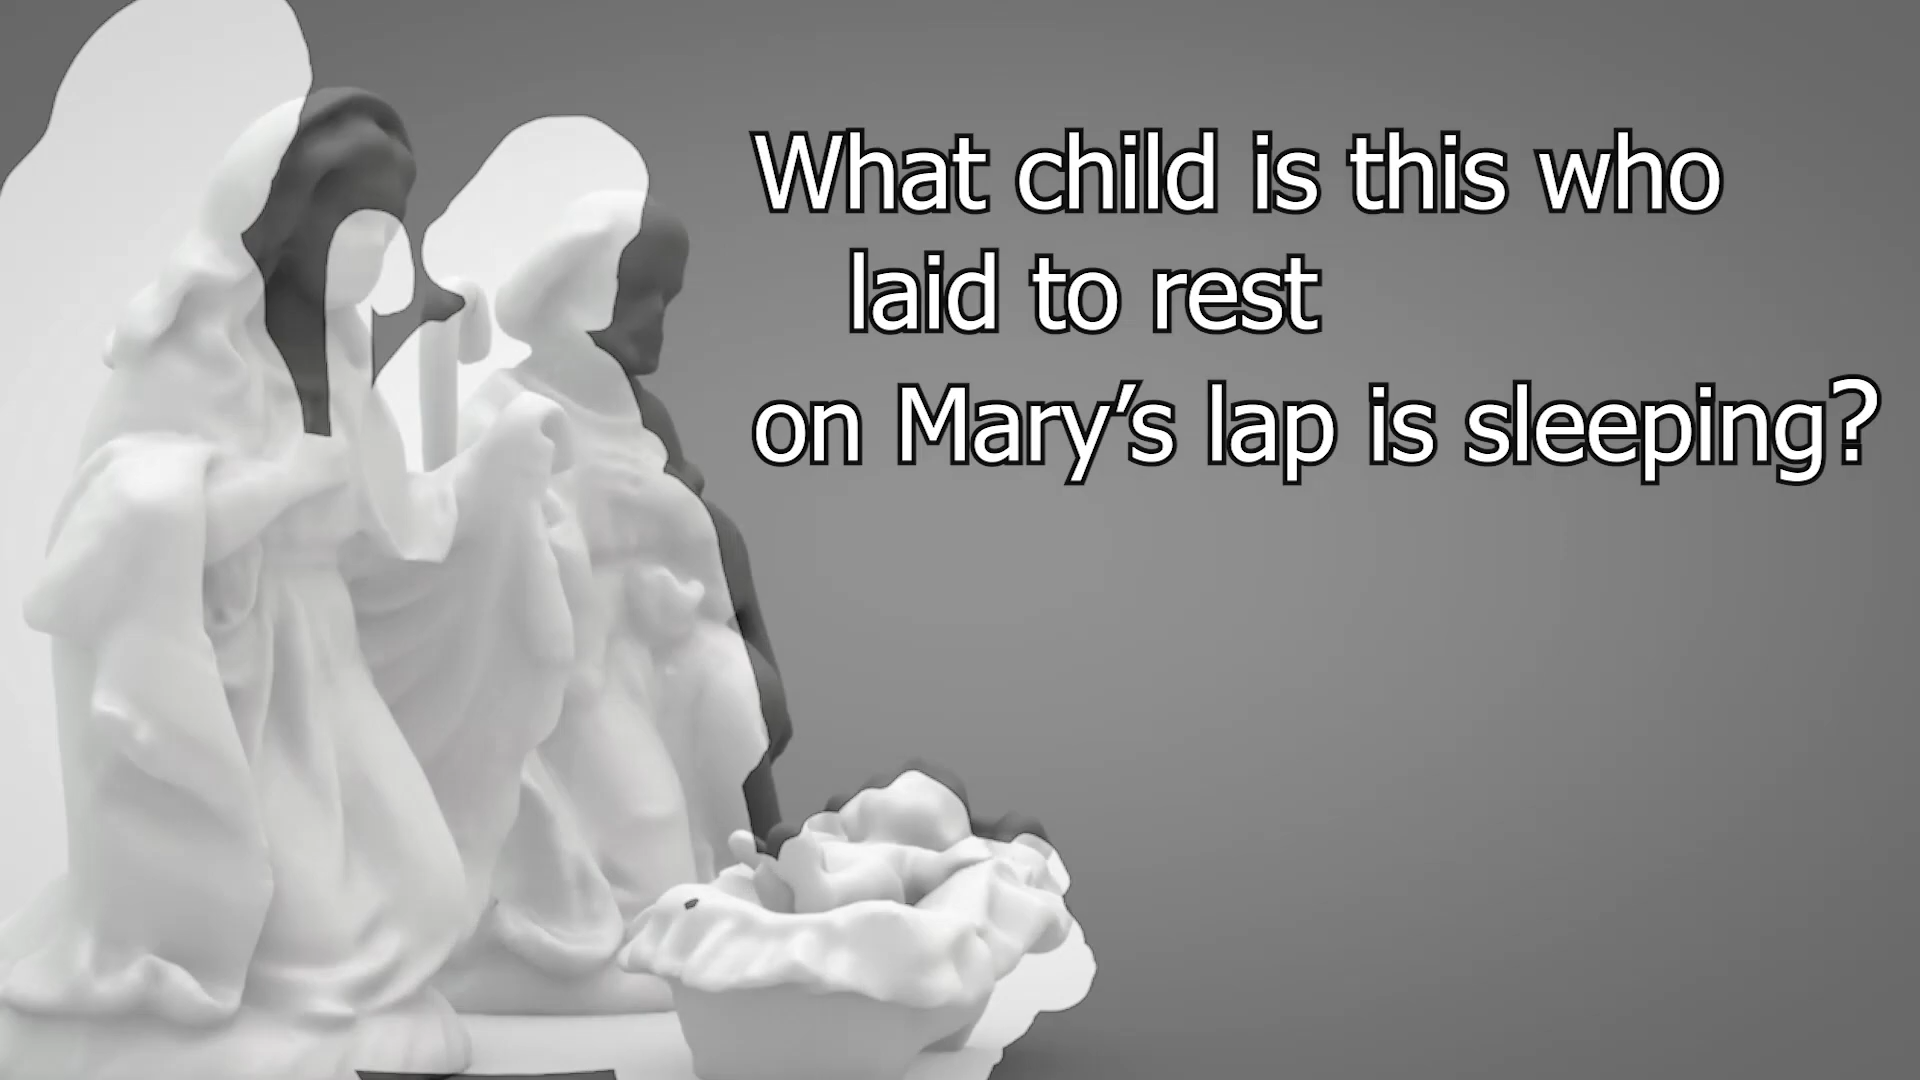 What child is this who
laid to rest
on Mary’s lap is sleeping?